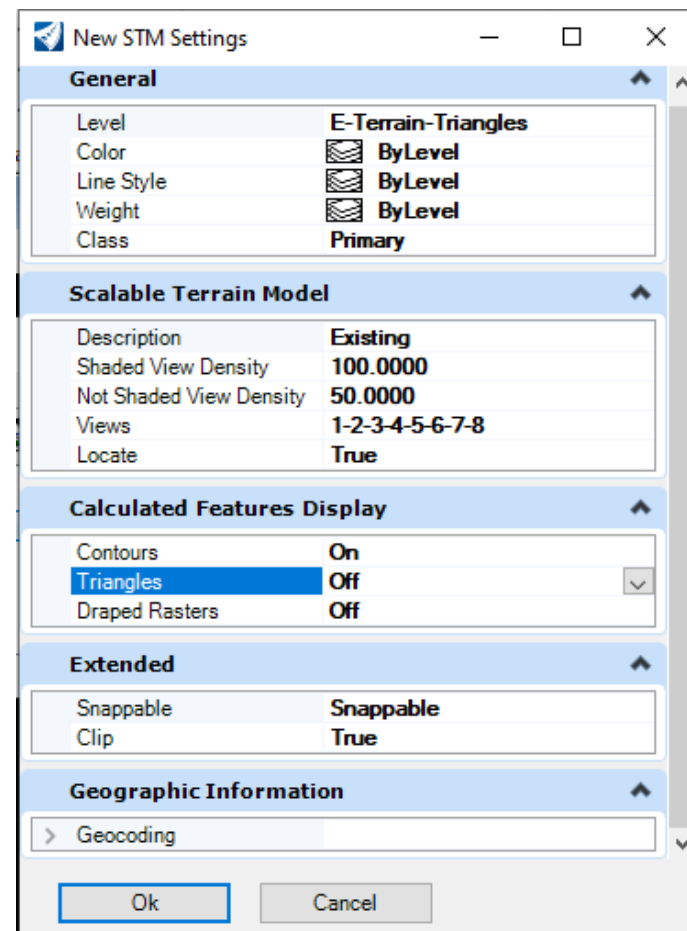 New STM Settings
General
Level E-Terrain-Triangles
Color ByLevel
Line Style ByLevel
Weight ByLevel
Class Primary
Scalable Terrain Model
Description Existing
Shaded View Density 100.0000
Not Shaded View Density 50.0000
Views 1-2-3-4-5-6-7-8
Locate True
Calculated Features Display
Contours On
Triangles Off
Draped Rasters Off
Extended
Snappable Snappable
Clip True
Geographic Information
Geocoding
Ok Cancel